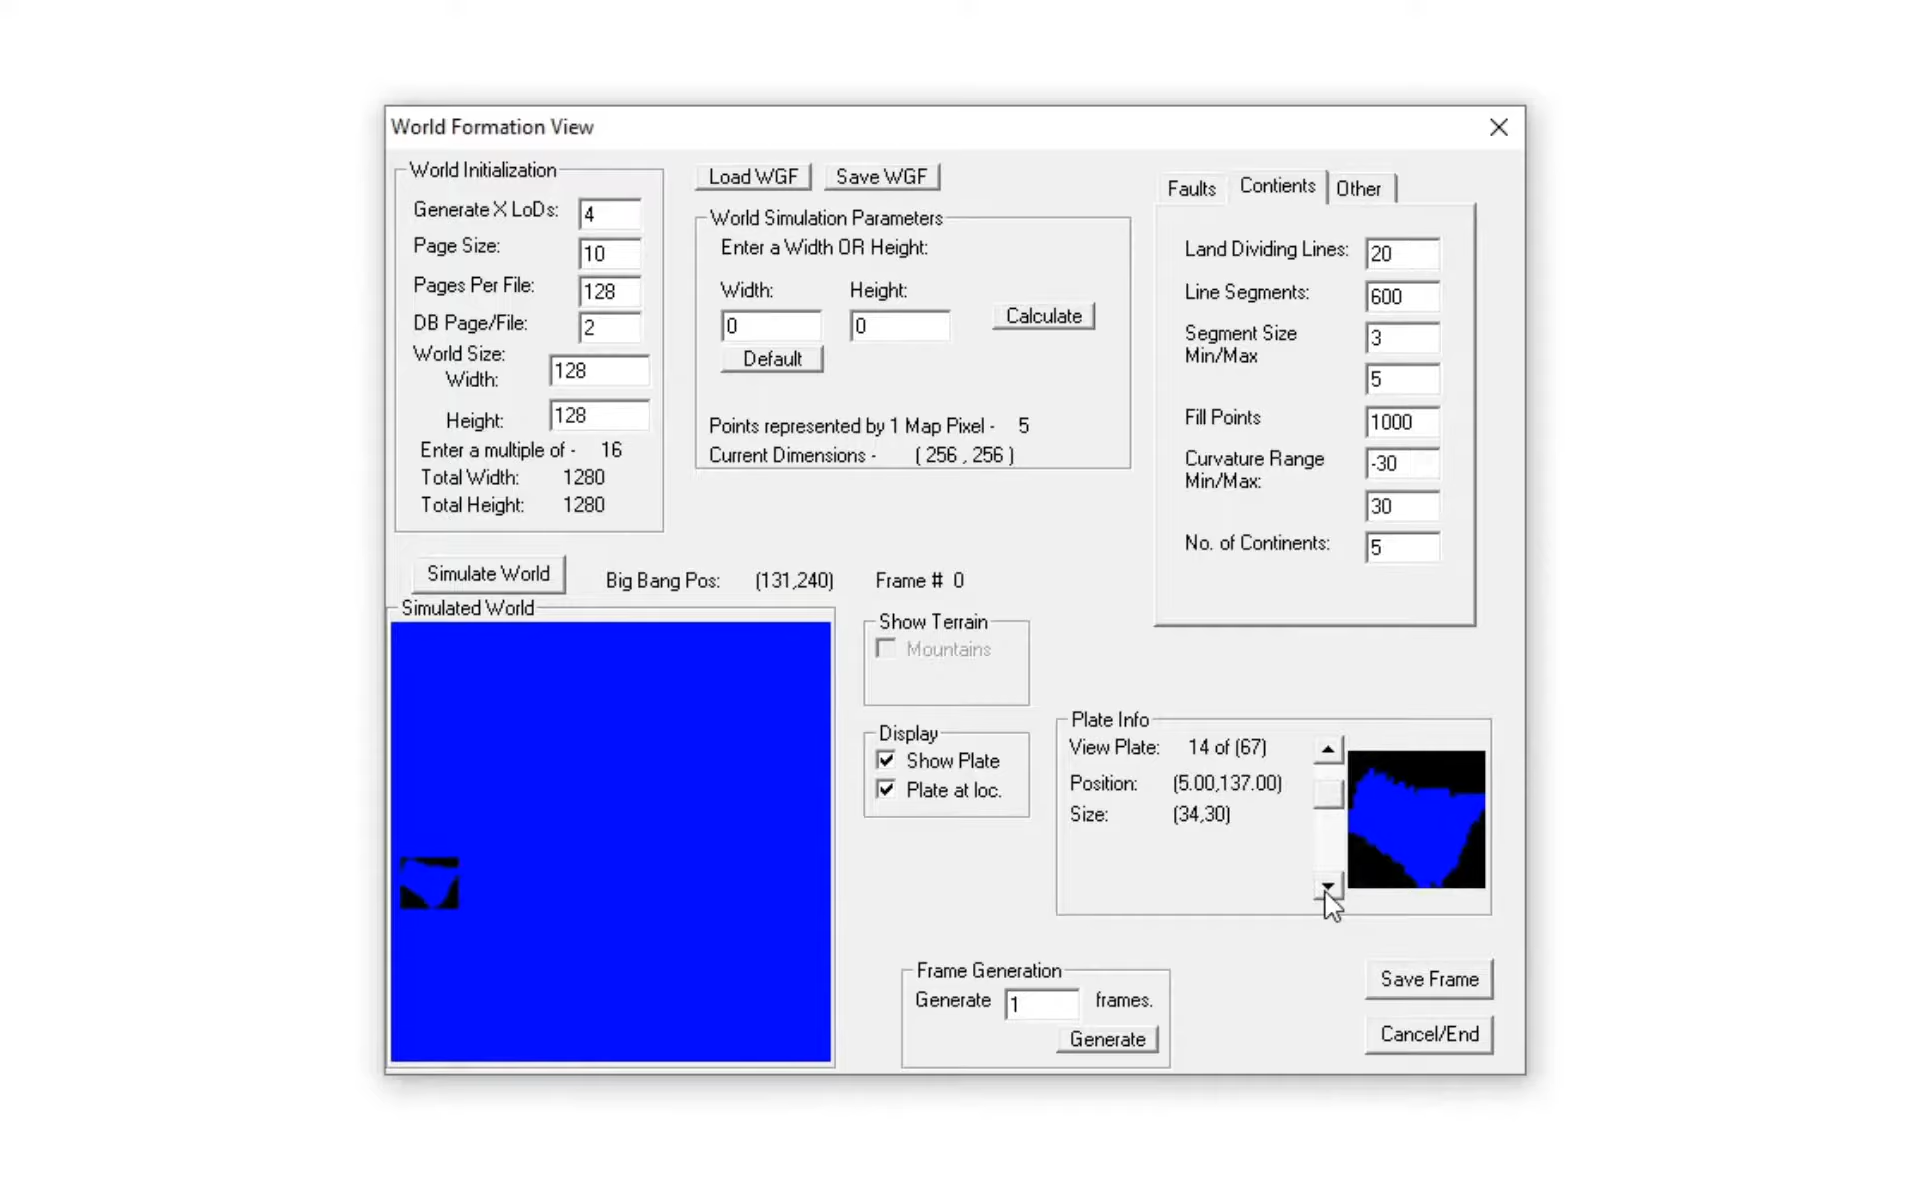 World Formation View
World Initialization
Generate X LoDs: 4
Page Size: 10
Pages Per File: 128
DB Page/File: 2
World Size:
Width: 128
Height: 128
Enter a multiple of - 16
Total Width: 1280
Total Height: 1280
Load WGF Save WGF
World Simulation Parameters
Enter a Width OR Height:
Width: Height:
0 0 Calculate
Default
Points represented by 1 Map Pixel - 5
Current Dimensions - ( 256 , 256 )
Faults Contients Other
Land Dividing Lines: 20
Line Segments: 600
Segment Size
Min/Max
3
5
Fill Points 1000
Curvature Range
Min/Max:
-30
30
No. of Continents: 5
Simulate World Big Bang Pos: (131,240) Frame # 0
Simulated World
Show Terrain
Mountains
Display
Show Plate
Plate at loc.
Plate Info
View Plate: 14 of (67)
Position: (5.00,137.00)
Size: (34,30)
Frame Generation
Generate 1 frames.
Generate
Save Frame
Cancel/End